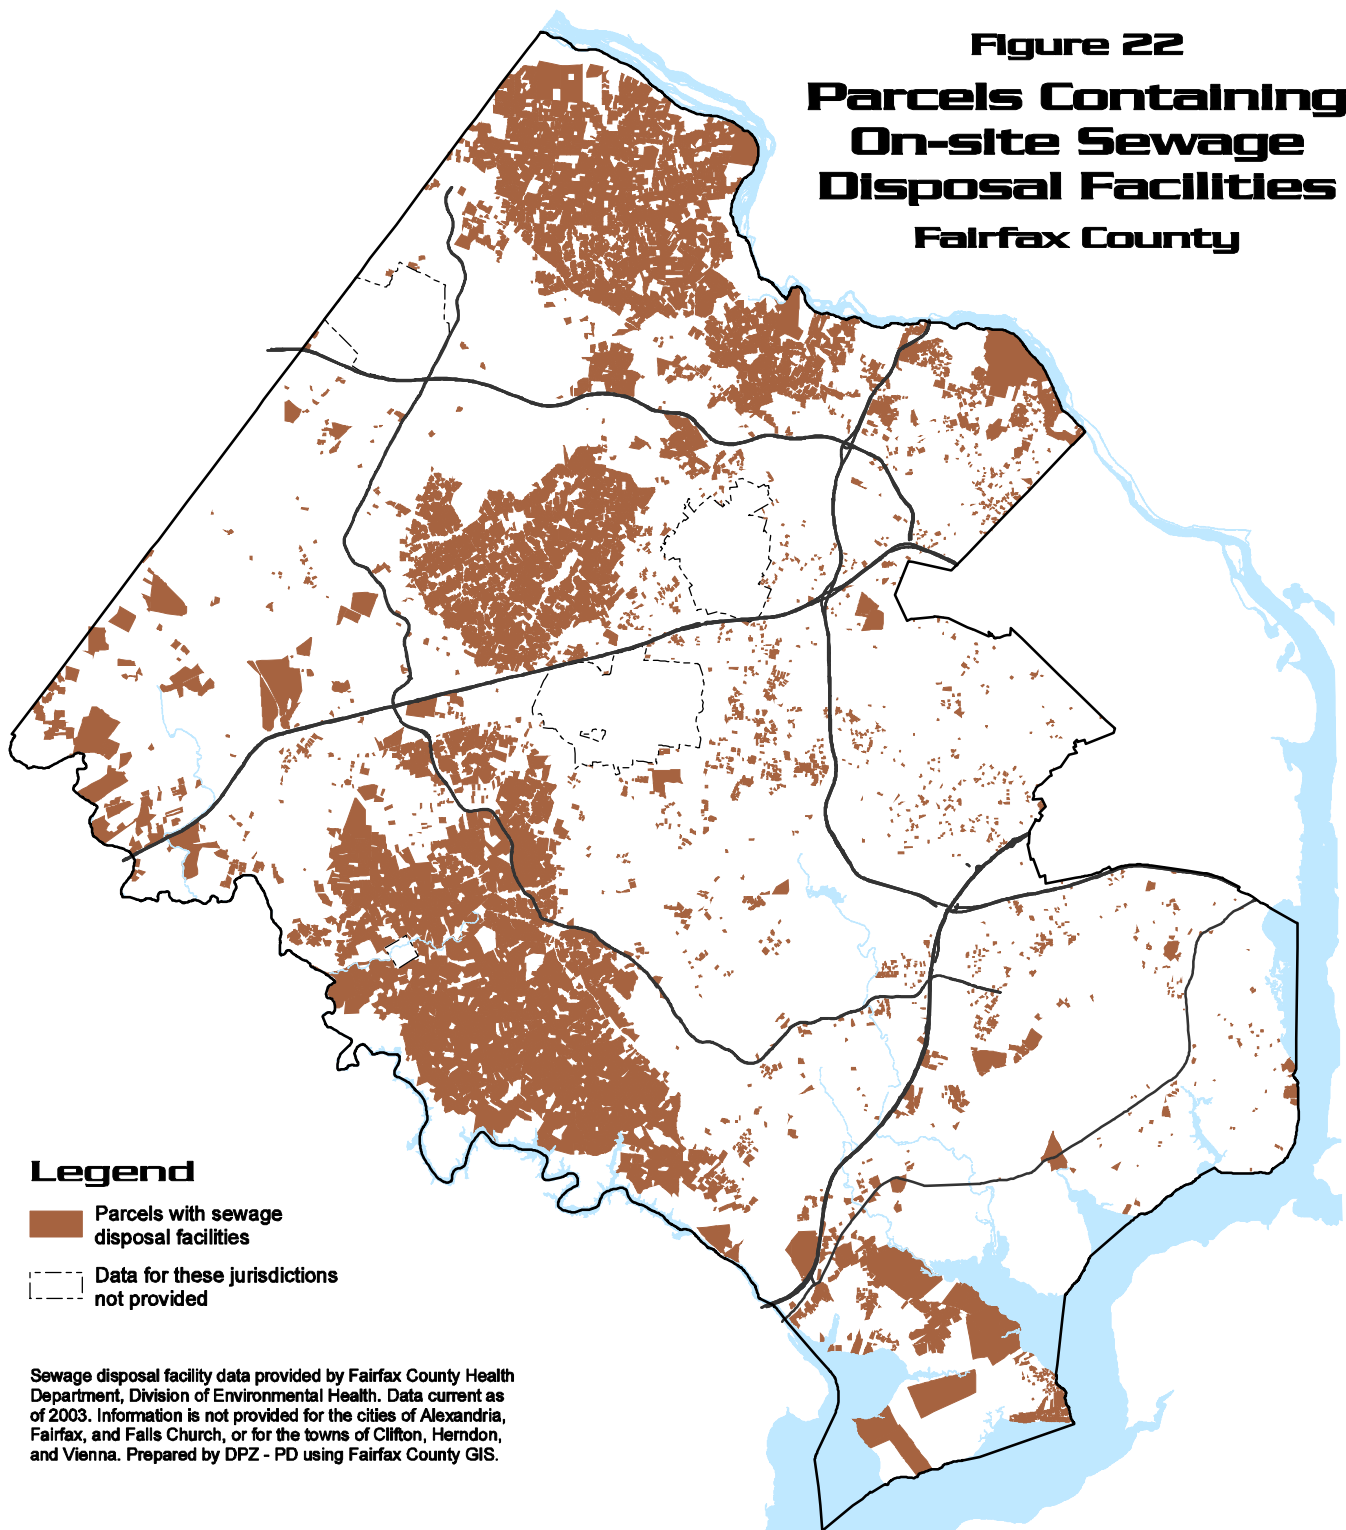 Figure 22
Parcels Containing
On-site Sewage
Disposal Facilities
Fairfax County
Legend
Parcels with sewage
disposal facilities
Data for these jurisdictions
not provided
Sewage disposal facility data provided by Fairfax County Health
Department, Division of Environmental Health. Data current as
of 2003. Information is not provided for the cities of Alexandria,
Fairfax, and Falls Church, or for the towns of Clifton, Herndon,
and Vienna. Prepared by DPZ - PD using Fairfax County GIS.